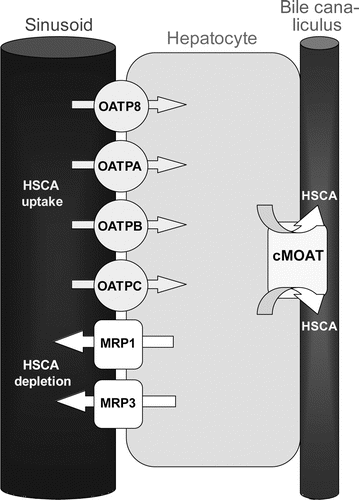 Sinusoid
Hepatocyte
Bile cana-
liculus
OATP8
OATPA
HSCA
uptake
OATPB
OATPC
MRP1
HSCA
depletion
MRP3
HSCA
cMOAT
HSCA